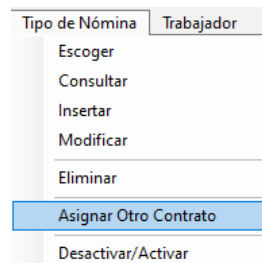 Tipo de Nómina Trabajador
Escoger
Consultar
Insertar
Modificar
Eliminar
Asignar Otro Contrato
Desactivar/Activar